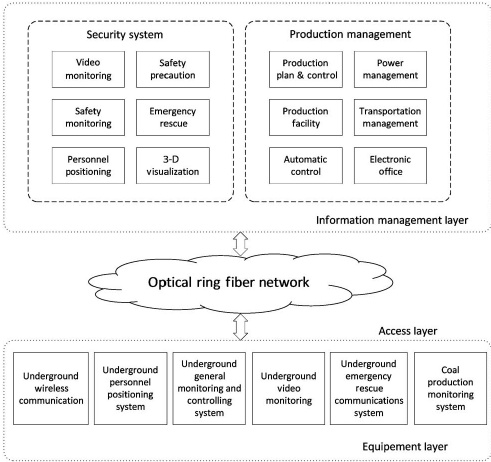 Security system
Video
monitoring
Safety
precaution
Safety
monitoring
Emergency
rescue
Personnel
positioning
3-D
visualization
Production management
Production
plan & control
Power
management
Production
facility
Transportation
management
Automatic
control
Electronic
office
Information management layer
Optical ring fiber network
Access layer
Underground
wireless
communication
Underground
personnel
positioning
system
Underground
general
monitoring and
controlling
system
Underground
video
monitoring
Underground
emergency
rescue
communications
system
Coal
production
monitoring
system
Equipement layer